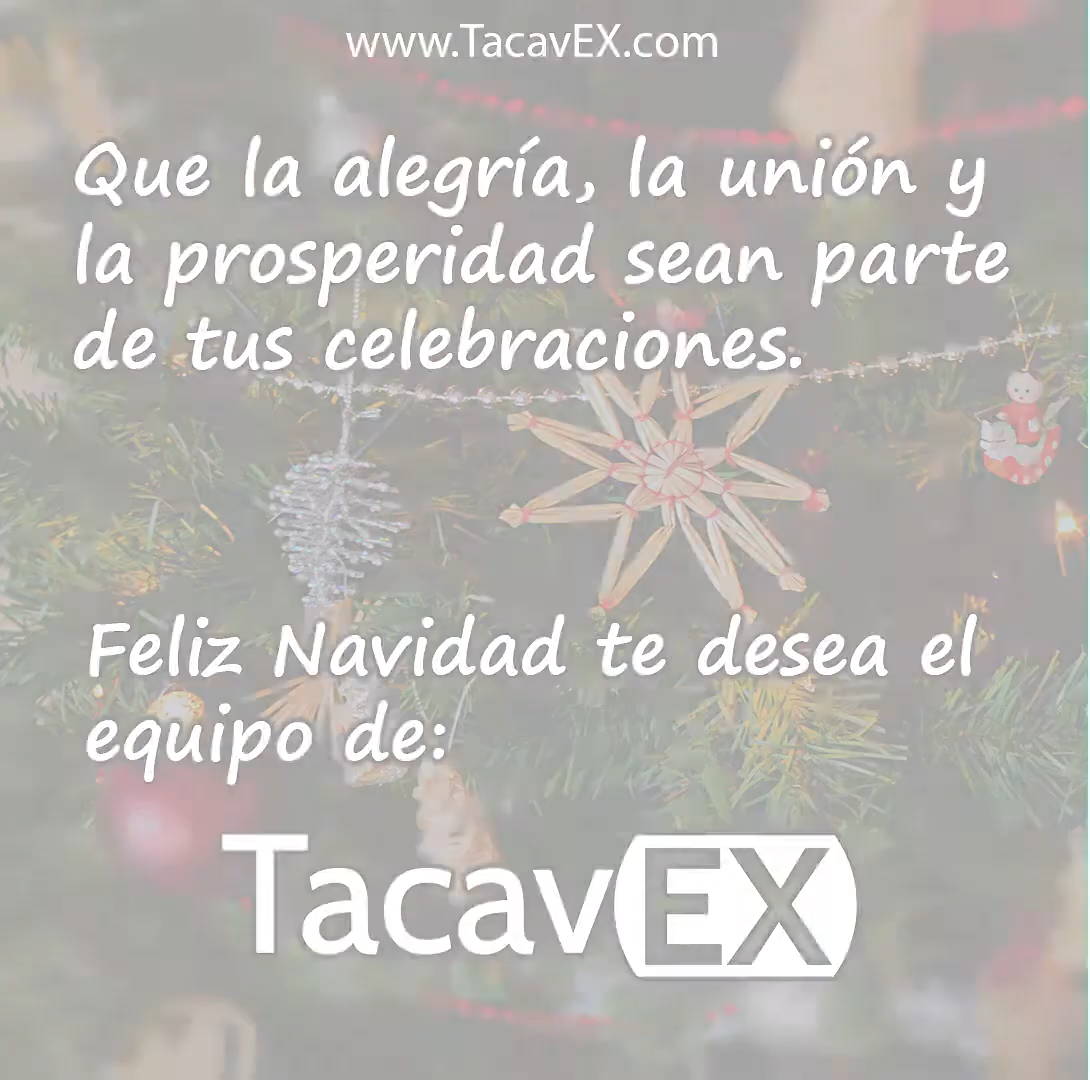 www.TacavEX.com
Que la alegría, la unión y
la prosperidad sean parte
de tus celebraciones.
Feliz Navidad te desea el
equipo de:
TacavEX